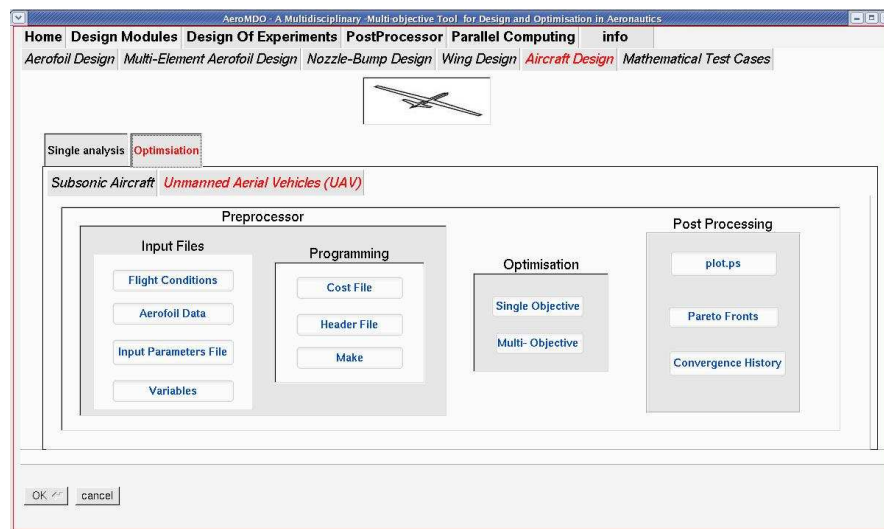 AeroMDO - A Multidisciplinary -Multi-objective Tool for Design and Optimisation in Aeronautics
Home Design Modules Design Of Experiments PostProcessor Parallel Computing info
Aerofoil Design Multi-Element Aerofoil Design Nozzle-Bump Design Wing Design Aircraft Design Mathematical Test Cases
Single analysis Optimsiation
Subsonic Aircraft Unmanned Aerial Vehicles (UAV)
Preprocessor
Input Files
Flight Conditions
Aerofoil Data
Input Parameters File
Variables
Programming
Cost File
Header File
Make
Optimisation
Single Objective
Multi- Objective
Post Processing
plot.ps
Pareto Fronts
Convergence History
OK cancel